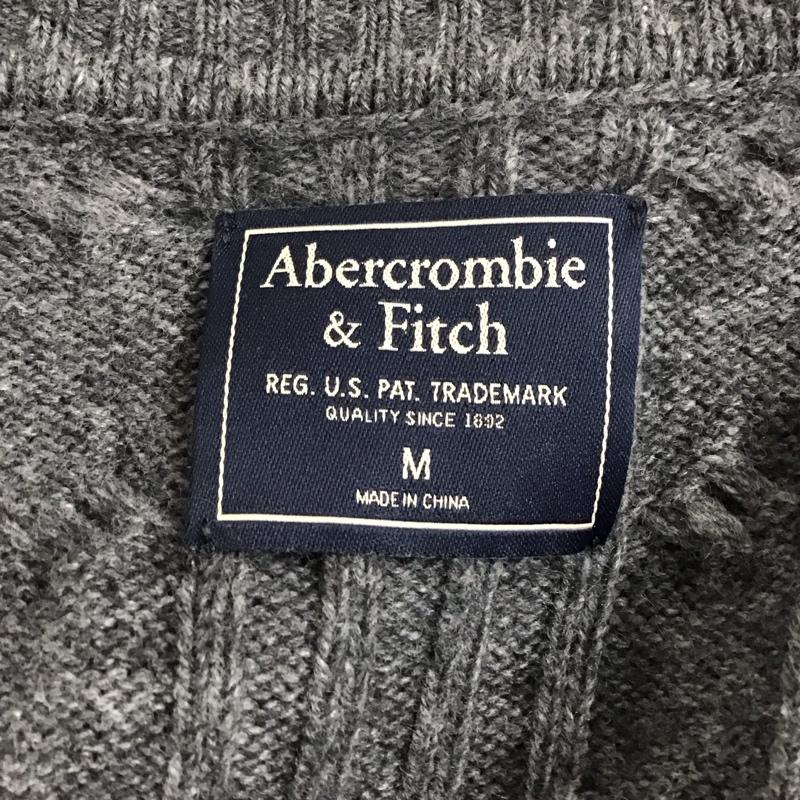 Abercrombie
& Fitch
REG. U.S. PAT. TRADEMARK
QUALITY SINCE 1892
M
MADE IN CHINA